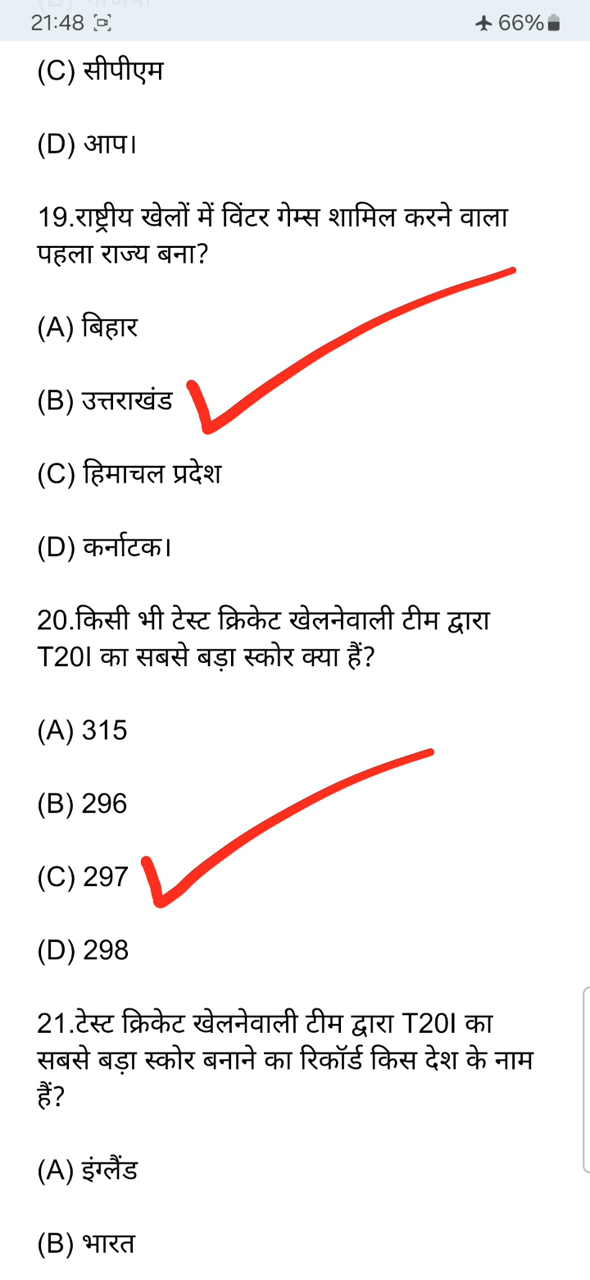 21:48
66%
(C) सीपीएम
(D) आप।
19.राष्ट्रीय खेलों में विंटर गेम्स शामिल करने वाला
पहला राज्य बना?
(A) बिहार
(B) उत्तराखंड
(C) हिमाचल प्रदेश
(D) कर्नाटक।
20.किसी भी टेस्ट क्रिकेट खेलनेवाली टीम द्वारा
T20I का सबसे बड़ा स्कोर क्या हैं?
(A) 315
(B) 296
(C) 297
(D) 298
21.टेस्ट क्रिकेट खेलनेवाली टीम द्वारा T20I का
सबसे बड़ा स्कोर बनाने का रिकॉर्ड किस देश के नाम
हैं?
(A) इंग्लैंड
(B) भारत